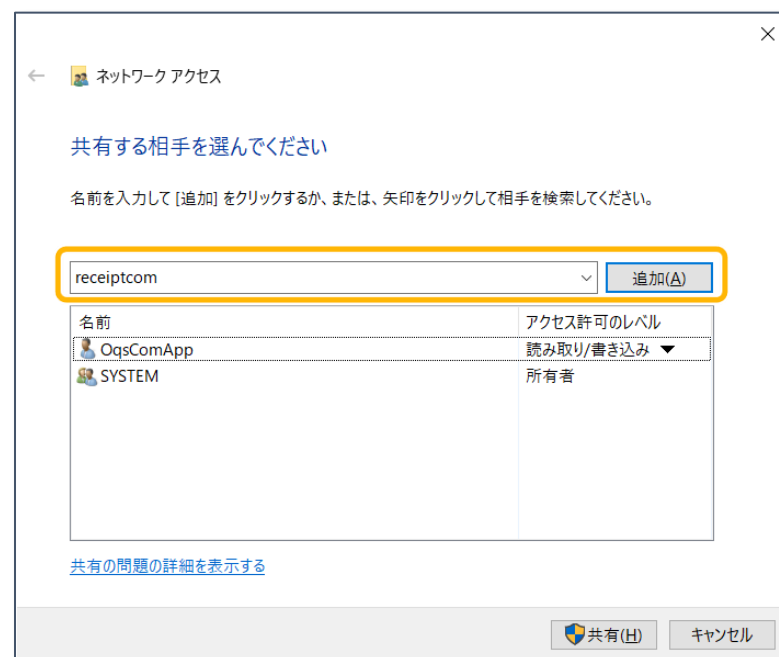 ネットワーク アクセス
共有する相手を選んでください
名前を入力して [追加] をクリックするか、または、矢印をクリックして相手を検索してください。
receiptcom 追加(A)
名前 アクセス許可のレベル
OqsComApp 読み取り/書き込み
SYSTEM 所有者
共有の問題の詳細を表示する
共有(H) キャンセル